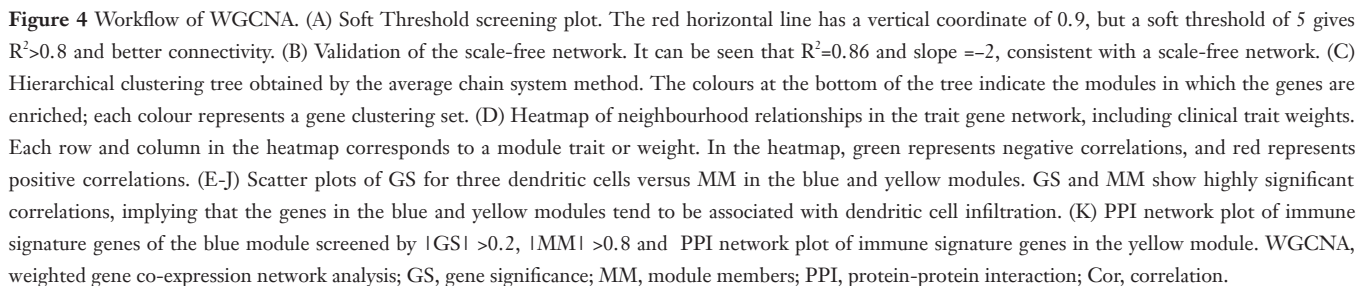 Figure 4 Workflow of WGCNA. (A) Soft Threshold screening plot. The red horizontal line has a vertical coordinate of 0.9, but a soft threshold of 5 gives
R²>0.8 and better connectivity. (B) Validation of the scale-free network. It can be seen that R²=0.86 and slope =−2, consistent with a scale-free network. (C)
Hierarchical clustering tree obtained by the average chain system method. The colours at the bottom of the tree indicate the modules in which the genes are
enriched; each colour represents a gene clustering set. (D) Heatmap of neighbourhood relationships in the trait gene network, including clinical trait weights.
Each row and column in the heatmap corresponds to a module trait or weight. In the heatmap, green represents negative correlations, and red represents
positive correlations. (E-J) Scatter plots of GS for three dendritic cells versus MM in the blue and yellow modules. GS and MM show highly significant
correlations, implying that the genes in the blue and yellow modules tend to be associated with dendritic cell infiltration. (K) PPI network plot of immune
signature genes of the blue module screened by |GS| >0.2, |MM| >0.8 and PPI network plot of immune signature genes in the yellow module. WGCNA,
weighted gene co-expression network analysis; GS, gene significance; MM, module members; PPI, protein-protein interaction; Cor, correlation.